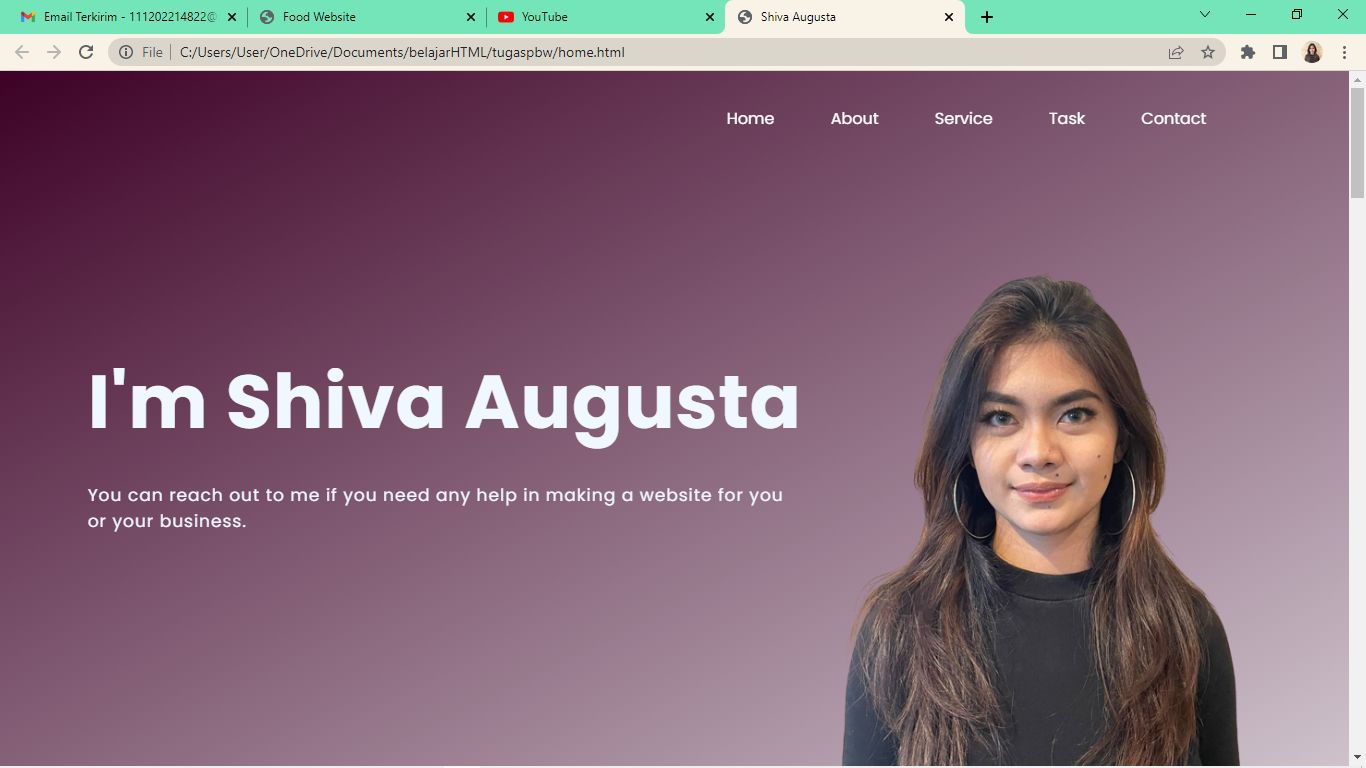 Email Terkirim - 111202214822@
Food Website
YouTube
Shiva Augusta
File
C:/Users/User/OneDrive/Documents/belajarHTML/tugaspbw/home.html
Home
About
Service
Task
Contact
I'm Shiva Augusta
You can reach out to me if you need any help in making a website for you
or your business.